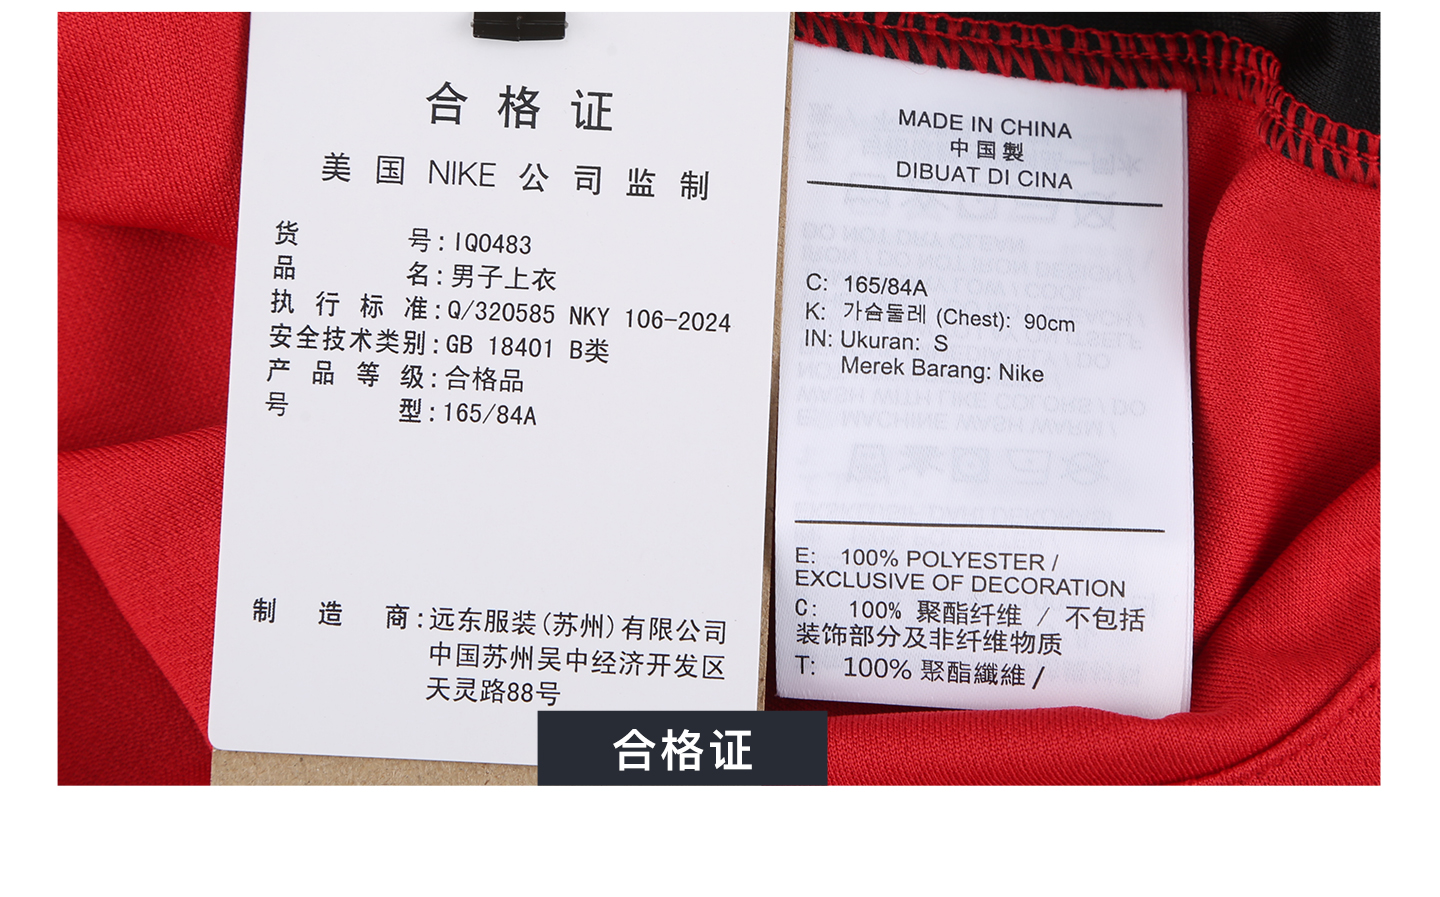 合格证
美国 NIKE 公司监制
货号: IQ0483
品名: 男子上衣
执行标准: Q/320585 NKY 106-2024
安全技术类别: GB 18401 B类
产品等级: 合格品
号型: 165/84A
制造商: 远东服装(苏州)有限公司
中国苏州吴中经济开发区
天灵路88号
MADE IN CHINA
中国製
DIBUAT DI CINA
C: 165/84A
K: 가슴둘레 (Chest): 90cm
IN: Ukuran: S
Merek Barang: Nike
E: 100% POLYESTER /
EXCLUSIVE OF DECORATION
C: 100% 聚酯纤维 / 不包括
装饰部分及非纤维物质
T: 100% 聚酯纖維 /
合格证